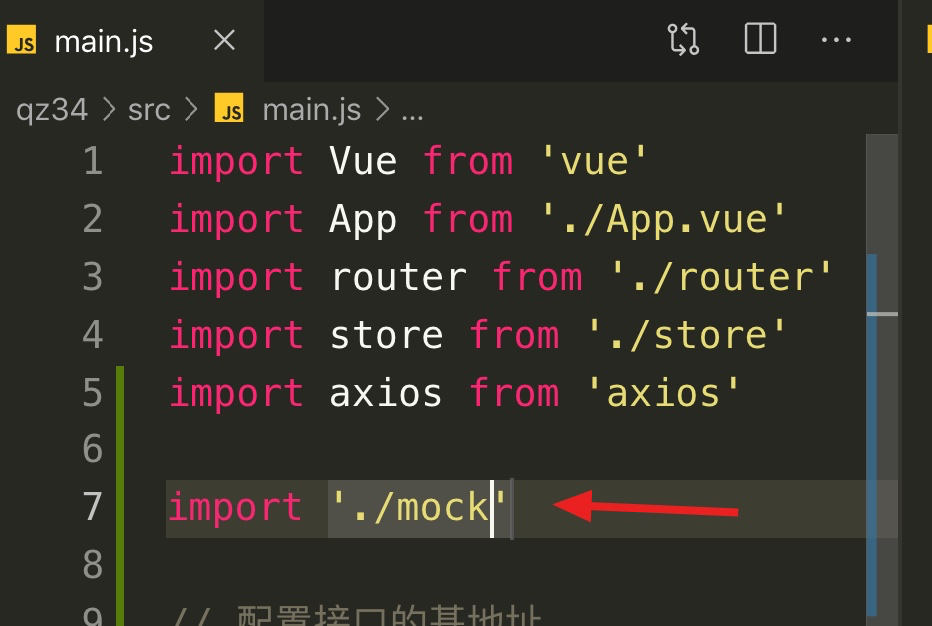 JS main.js
qz34 > src > JS main.js > ...
1 import Vue from 'vue'
2 import App from './App.vue'
3 import router from './router'
4 import store from './store'
5 import axios from 'axios'
6
7 import './mock'
8
9 // 配置接口的基地址